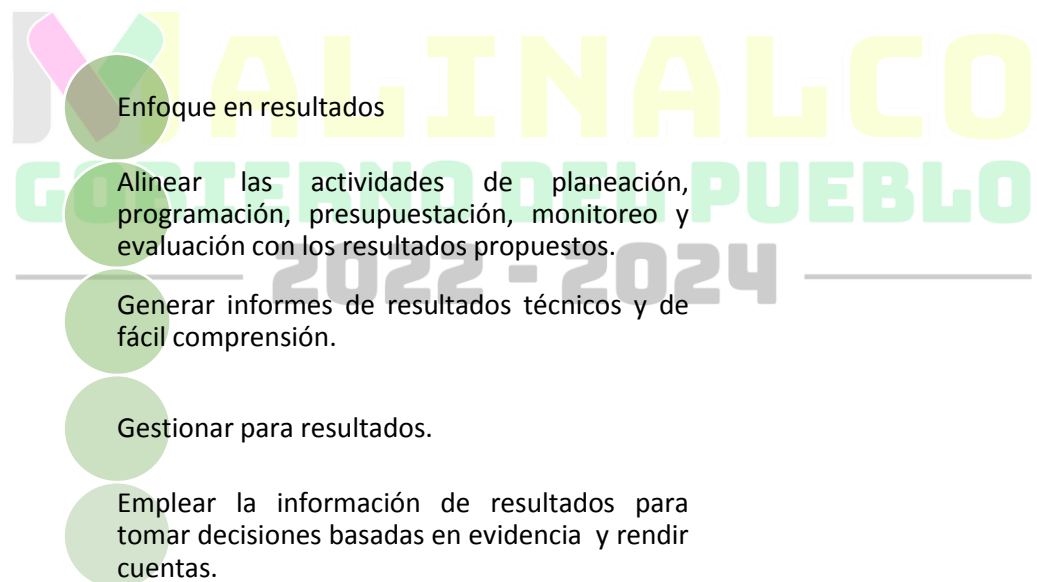 MALINALCO
GOBIERNO DEL PUEBLO
2022 - 2024
Enfoque en resultados
Alinear las actividades de planeación,
programación, presupuestación, monitoreo y
evaluación con los resultados propuestos.
Generar informes de resultados técnicos y de
fácil comprensión.
Gestionar para resultados.
Emplear la información de resultados para
tomar decisiones basadas en evidencia y rendir
cuentas.